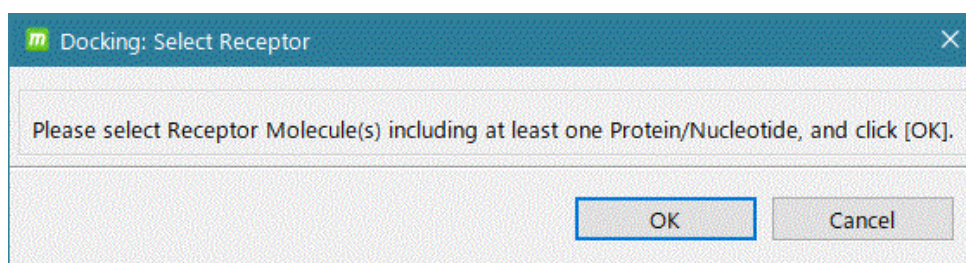 m Docking: Select Receptor
Please select Receptor Molecule(s) including at least one Protein/Nucleotide, and click [OK].
OK Cancel